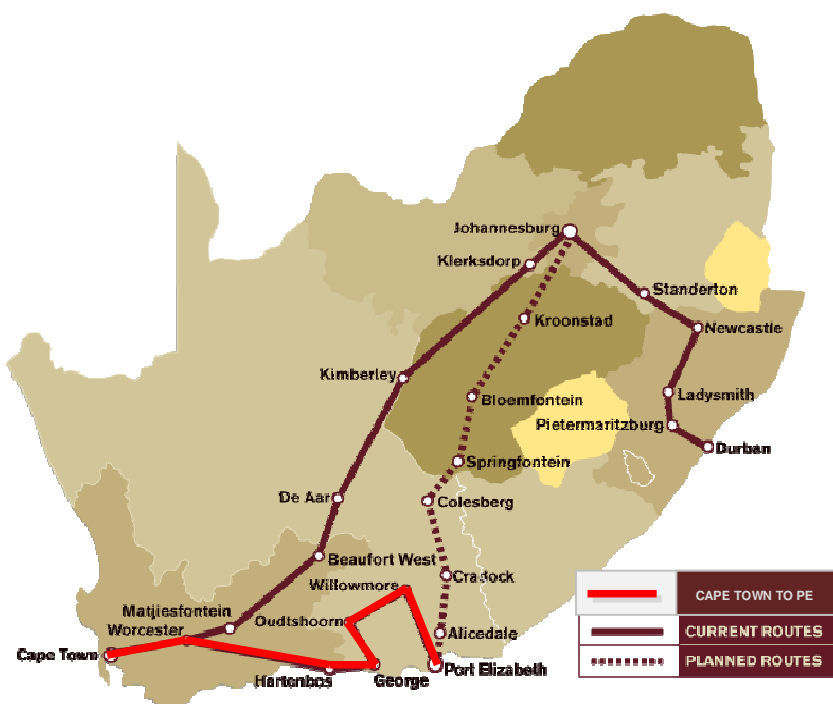 Johannesburg
Klerksdorp
Standerton
Kroonstad
Newcastle
Kimberley
Ladysmith
Bloemfontein
Pietermaritzburg
Durban
Springfontein
De Aar
Colesberg
Beaufort West
Cradock
Willowmore
Matjiesfontein
Oudtshoorn
Worcester
Alicedale
Cape Town
Port Elizabeth
Hartenbos
George
CAPE TOWN TO PE
CURRENT ROUTES
PLANNED ROUTES